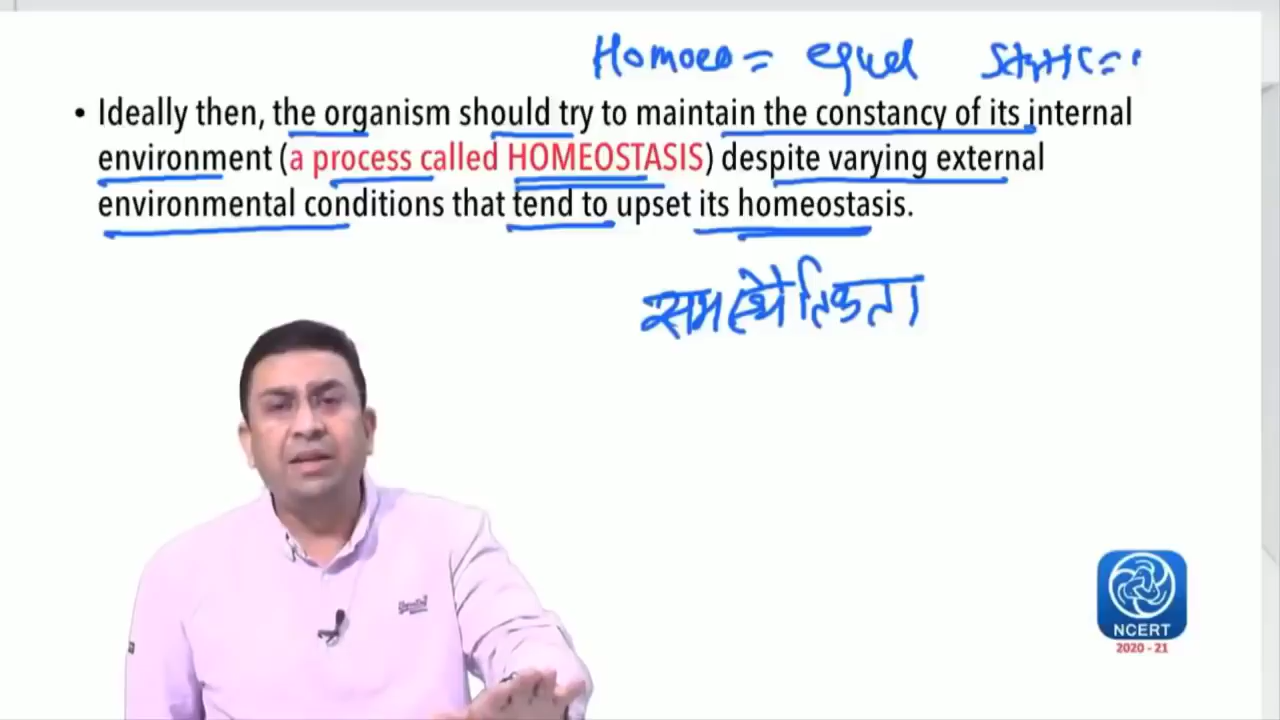 Homoeo = equal static =
• Ideally then, the organism should try to maintain the constancy of its internal
environment (a process called HOMEOSTASIS) despite varying external
environmental conditions that tend to upset its homeostasis.
समस्थैतिकता
NCERT
2020 - 21